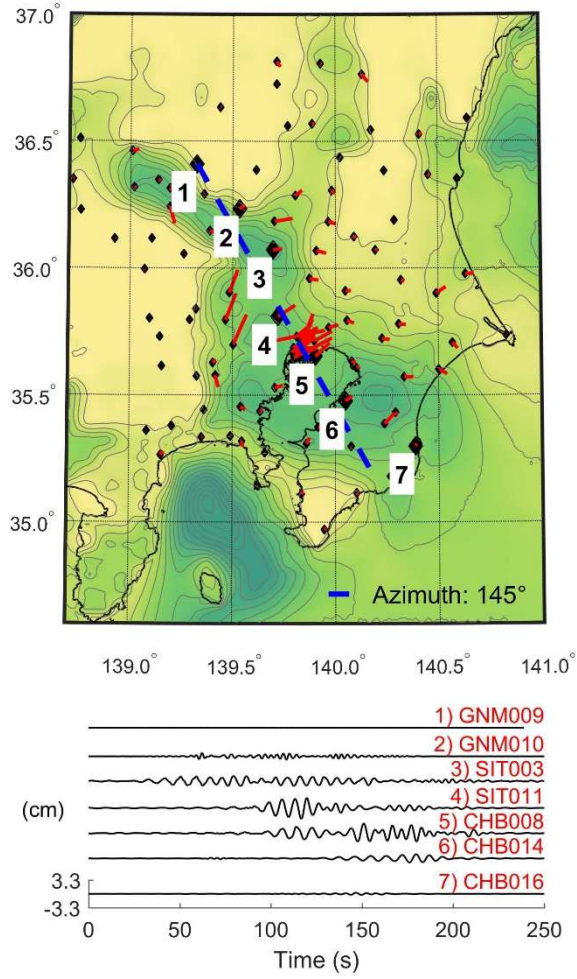 37.0°
36.5°
1
2
36.0°
3
4
35.5°
5
6
7
35.0°
Azimuth: 145°
139.0° 139.5° 140.0° 140.5° 141.0°
1) GNM009
2) GNM010
3) SIT003
4) SIT011
(cm)
5) CHB008
6) CHB014
3.3
7) CHB016
-3.3
0 50 100 150 200 250
Time (s)